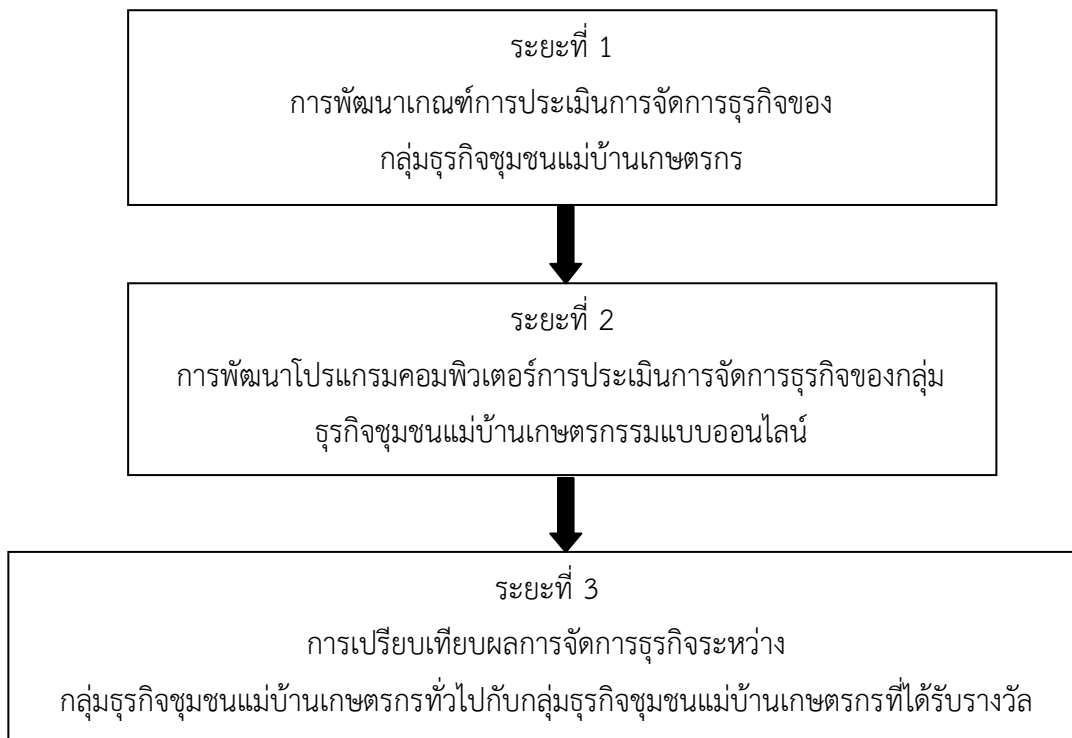 ระยะที่ 1
การพัฒนาเกณฑ์การประเมินการจัดการธุรกิจของ
กลุ่มธุรกิจชุมชนแม่บ้านเกษตรกร
ระยะที่ 2
การพัฒนาโปรแกรมคอมพิวเตอร์การประเมินการจัดการธุรกิจของกลุ่ม
ธุรกิจชุมชนแม่บ้านเกษตรกรรมแบบออนไลน์
ระยะที่ 3
การเปรียบเทียบผลการจัดการธุรกิจระหว่าง
กลุ่มธุรกิจชุมชนแม่บ้านเกษตรกรทั่วไปกับกลุ่มธุรกิจชุมชนแม่บ้านเกษตรกรที่ได้รับรางวัล